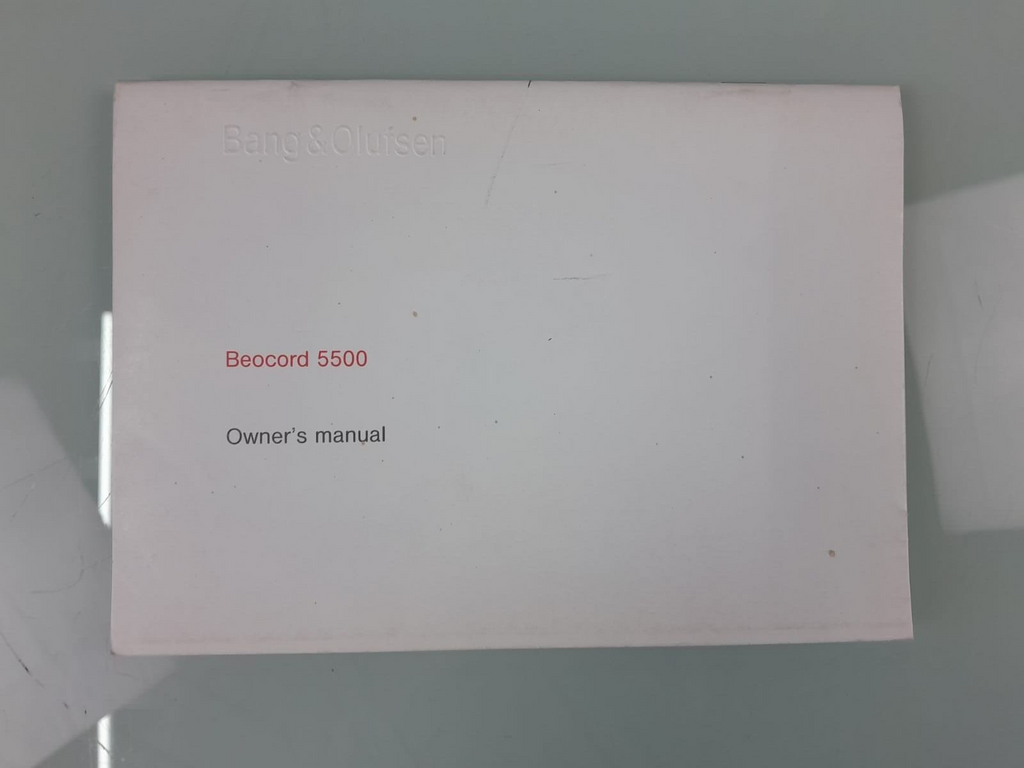 Bang & Olufsen
Beocord 5500
Owner's manual